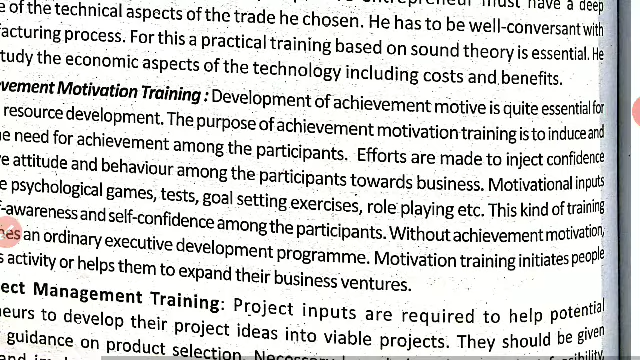 must have a deep
of the technical aspects of the trade he chosen. He has to be well-conversant with
facturing process. For this a practical training based on sound theory is essential. He
tudy the economic aspects of the technology including costs and benefits.
vement Motivation Training : Development of achievement motive is quite essential for
resource development. The purpose of achievement motivation training is to induce and
e need for achievement among the participants. Efforts are made to inject confidence
e attitude and behaviour among the participants towards business. Motivational inputs
e psychological games, tests, goal setting exercises, role playing etc. This kind of training
f-awareness and self-confidence among the participants. Without achievement motivation,
es an ordinary executive development programme. Motivation training initiates people
s activity or helps them to expand their business ventures.
ect Management Training: Project inputs are required to help potential
neurs to develop their project ideas into viable projects. They should be given
guidance on product selection.